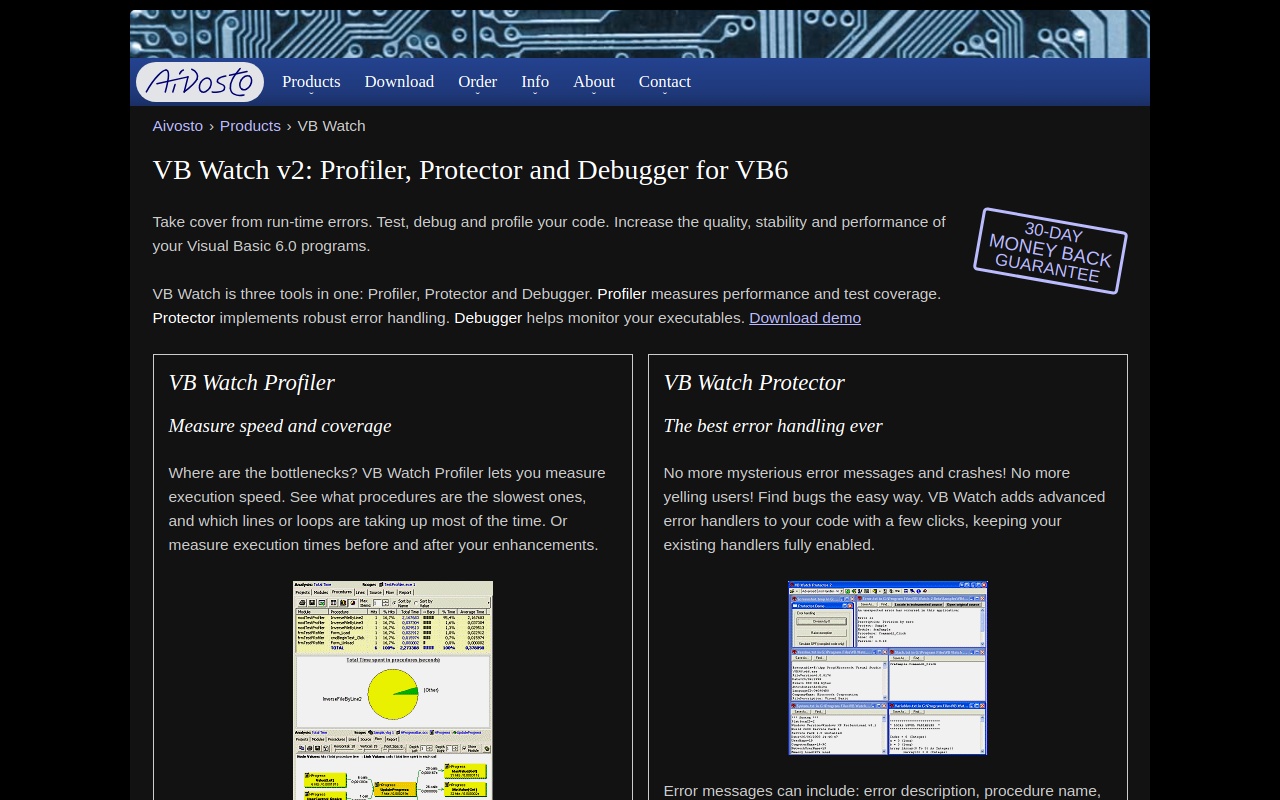 Aivosto
Products Download Order Info About Contact
Aivosto › Products › VB Watch
VB Watch v2: Profiler, Protector and Debugger for VB6
Take cover from run-time errors. Test, debug and profile your code. Increase the quality, stability and performance of
your Visual Basic 6.0 programs.
30-DAY
MONEY BACK
GUARANTEE
VB Watch is three tools in one: Profiler, Protector and Debugger. Profiler measures performance and test coverage.
Protector implements robust error handling. Debugger helps monitor your executables. Download demo
VB Watch Profiler
Measure speed and coverage
Where are the bottlenecks? VB Watch Profiler lets you measure
execution speed. See what procedures are the slowest ones,
and which lines or loops are taking up most of the time. Or
measure execution times before and after your enhancements.
Total Time spent in procedures (seconds)
InverseFileByLine2
(Other)
VB Watch Protector
The best error handling ever
No more mysterious error messages and crashes! No more
yelling users! Find bugs the easy way. VB Watch adds advanced
error handlers to your code with a few clicks, keeping your
existing handlers fully enabled.
Error messages can include: error description, procedure name,